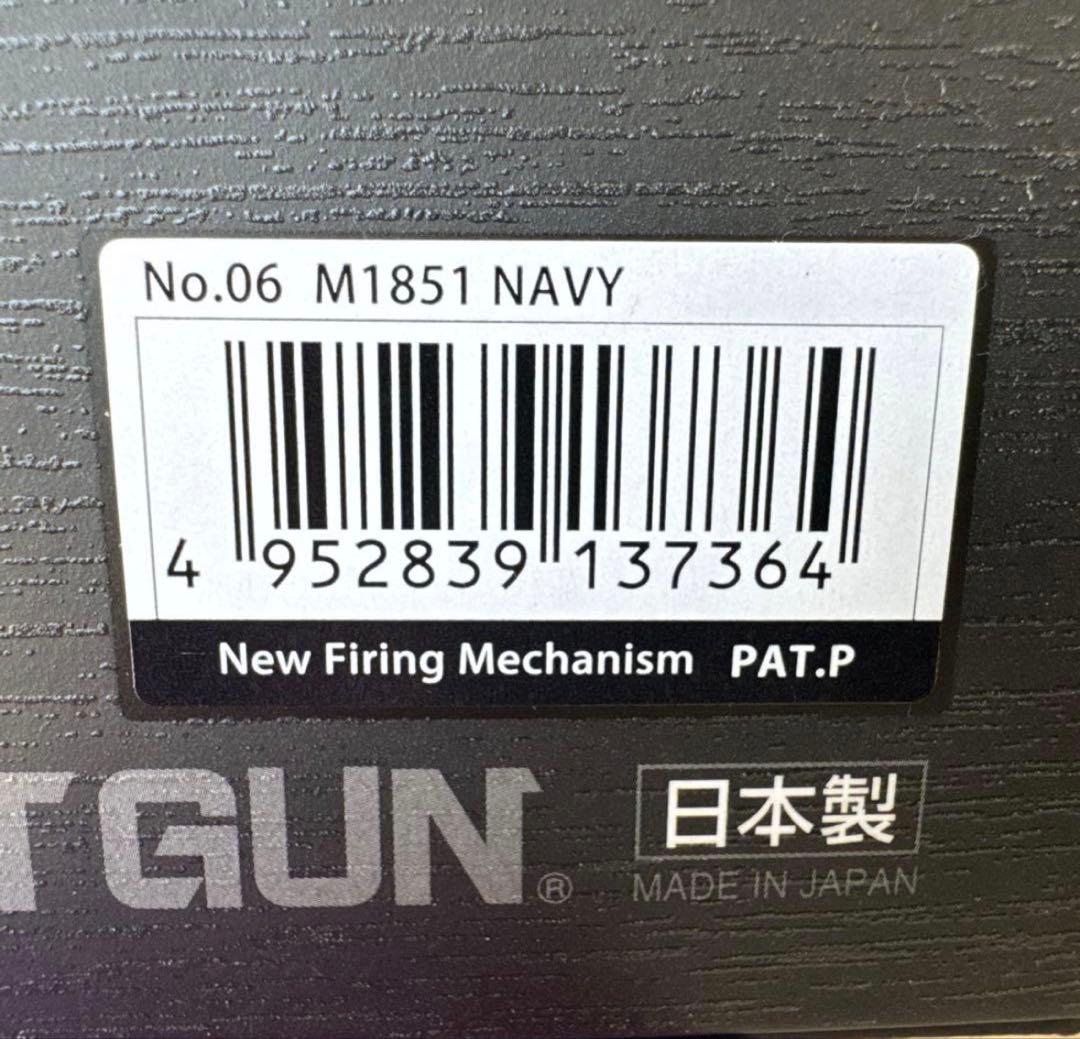 No.06 M1851 NAVY
4 952839 137364
New Firing Mechanism PAT.P
TGUN®
日本製
MADE IN JAPAN